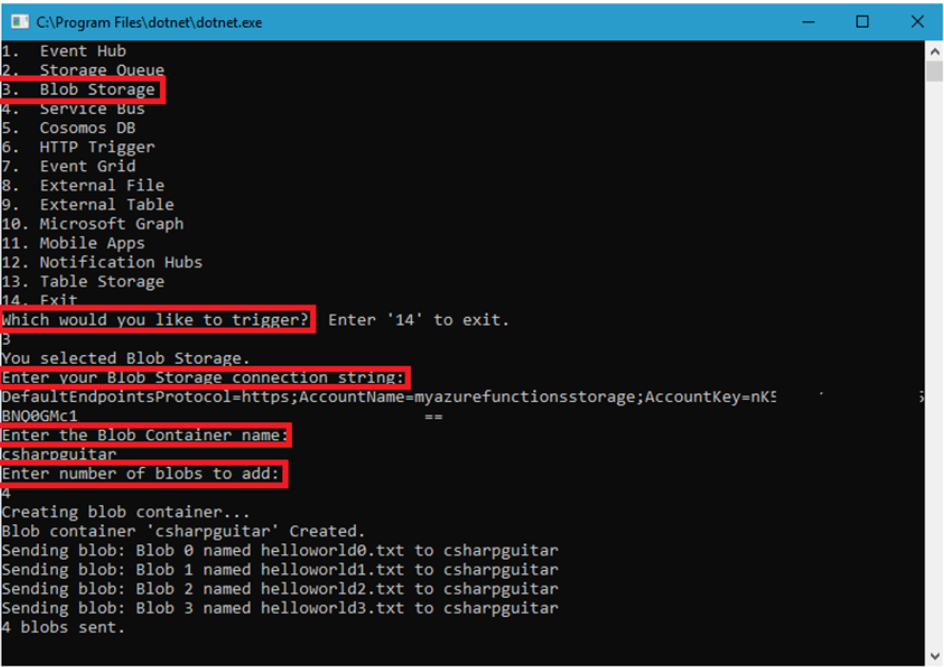 C:\Program Files\dotnet\dotnet.exe
1. Event Hub
2. Storage Queue
3. Blob Storage
4. Service Bus
5. Cosomos DB
6. HTTP Trigger
7. Event Grid
8. External File
9. External Table
10. Microsoft Graph
11. Mobile Apps
12. Notification Hubs
13. Table Storage
14. Exit
Which would you like to trigger? Enter '14' to exit.
3
You selected Blob Storage.
Enter your Blob Storage connection string:
DefaultEndpointsProtocol=https;AccountName=myazurefunctionsstorage;AccountKey=nK
BNO0GMc1 ==
Enter the Blob Container name:
csharpguitar
Enter number of blobs to add:
4
Creating blob container...
Blob container 'csharpguitar' Created.
Sending blob: Blob 0 named helloworld0.txt to csharpguitar
Sending blob: Blob 1 named helloworld1.txt to csharpguitar
Sending blob: Blob 2 named helloworld2.txt to csharpguitar
Sending blob: Blob 3 named helloworld3.txt to csharpguitar
4 blobs sent.